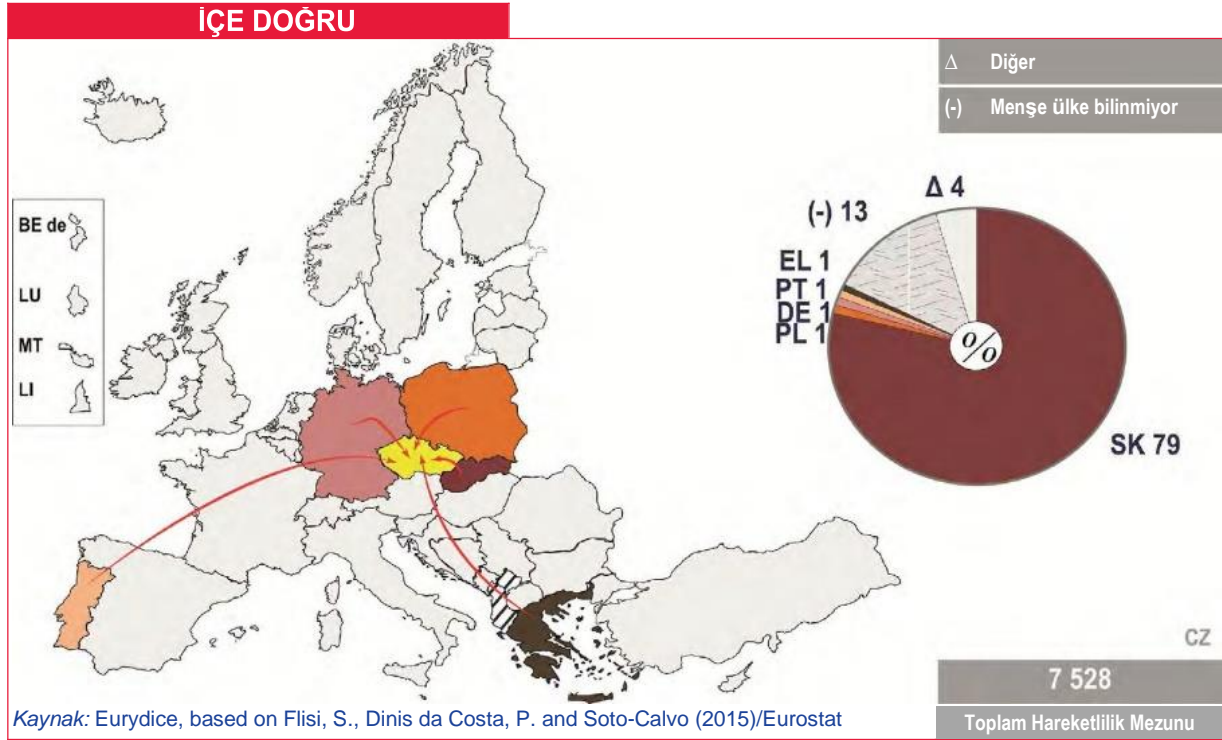 İÇE DOĞRU
∆ Diğer
(-) Menşe ülke bilinmiyor
BE de
LU
MT
LI
Δ 4
(-) 13
EL 1
PT 1
DE 1
PL 1
%
SK 79
CZ
7 528
Toplam Hareketlilik Mezunu
Kaynak: Eurydice, based on Flisi, S., Dinis da Costa, P. and Soto-Calvo (2015)/Eurostat